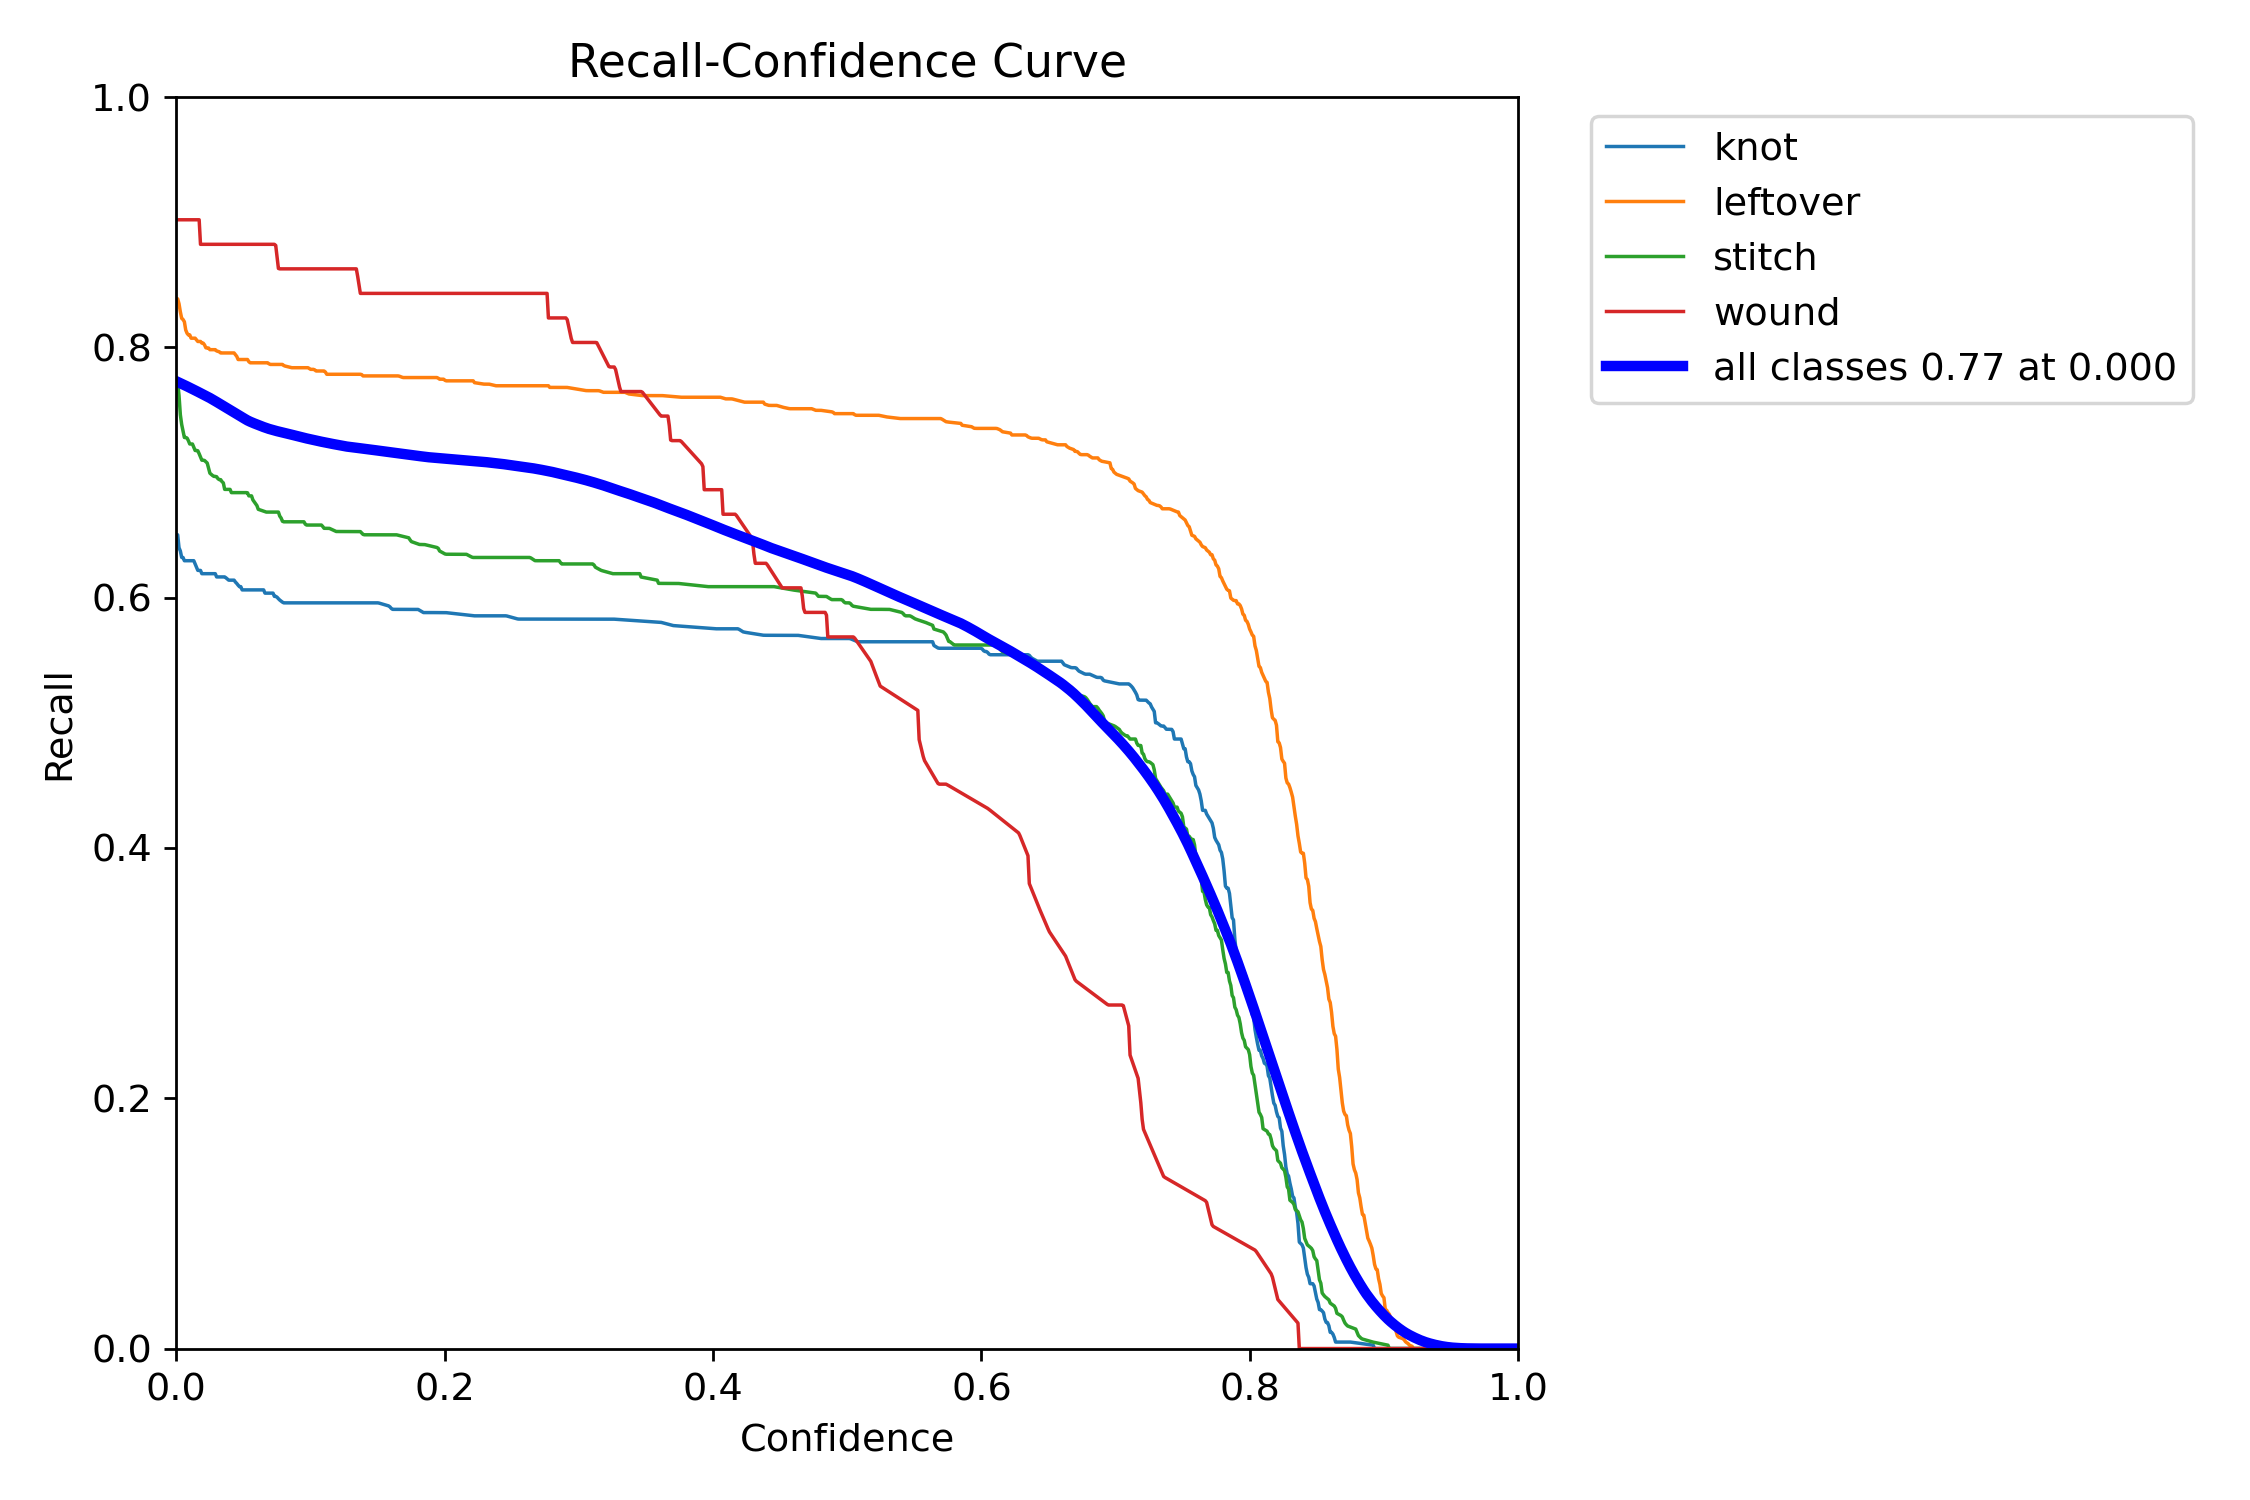 Recall-Confidence Curve
1.0
0.8
0.6
0.4
0.2
0.0
Recall
0.0 0.2 0.4 0.6 0.8 1.0
Confidence
knot
leftover
stitch
wound
all classes 0.77 at 0.000